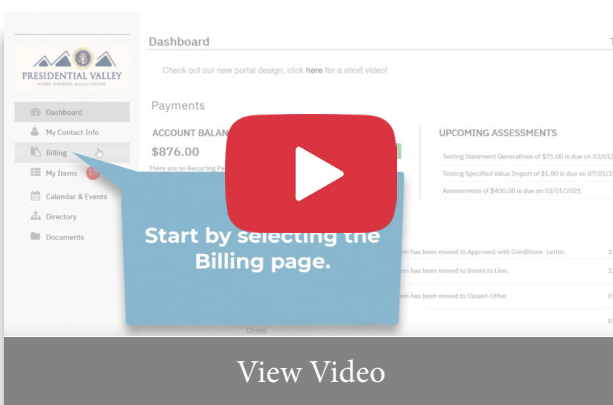 Dashboard
PRESIDENTIAL VALLEY
HOME OWNERS ASSOCIATION
Check out our new portal design, click here for a short video!
Dashboard
My Contact Info
Billing
My Items
Calendar & Events
Directory
Documents
Payments
ACCOUNT BALAN
$876.00
There are no Recurring Pa
UPCOMING ASSESSMENTS
Testing Statement Generations of $75.00 is due on 03/01/
Testing Specified Value Import of $1.00 is due on 07/01/2
Assessments of $400.00 is due on 03/01/2021
Start by selecting the
Billing page.
em has been moved to Approved with Conditions- Letter.
em has been moved to Intent to Lien.
em has been moved to Closed-Other.
Closed
View Video